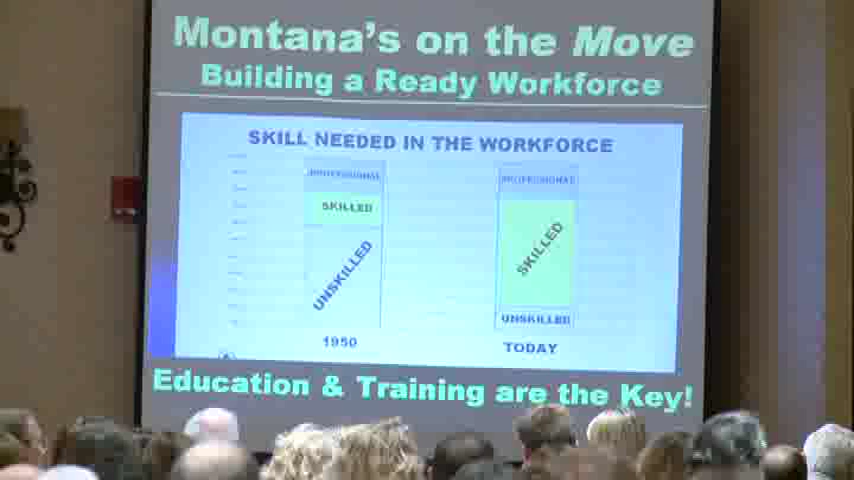 Montana's on the Move
Building a Ready Workforce
SKILL NEEDED IN THE WORKFORCE
PROFESSIONAL
PROFESSIONAL
SKILLED
SKILLED
UNSKILLED
UNSKILLED
1950
TODAY
Education & Training are the Key!